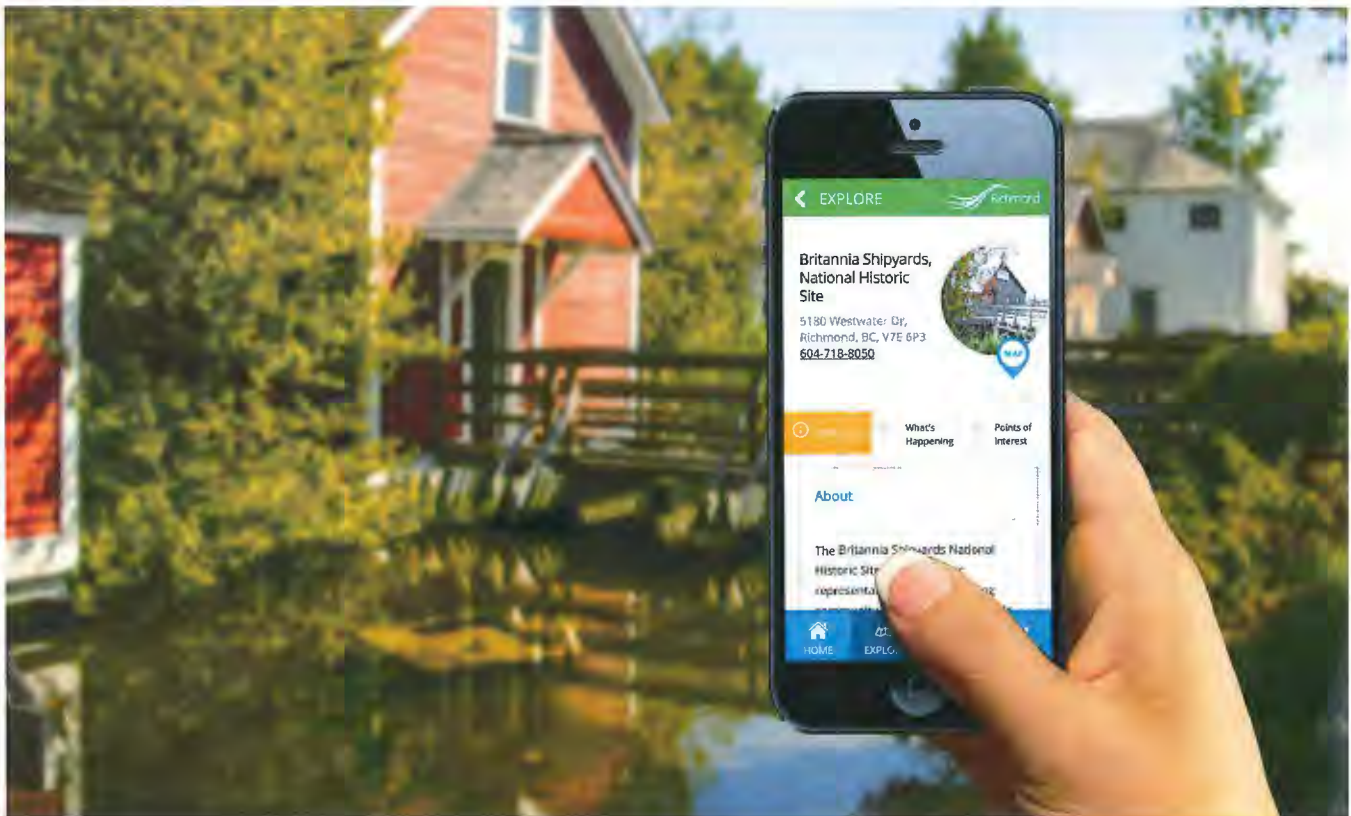 EXPLORE
Richmond
Britannia Shipyards,
National Historic
Site
5180 Westwater Dr,
Richmond, BC, V7E 6P3
604-718-8050
MAP
What's
Happening
Points of
Interest
About
The Britannia Shipyards National
Historic Site
HOME